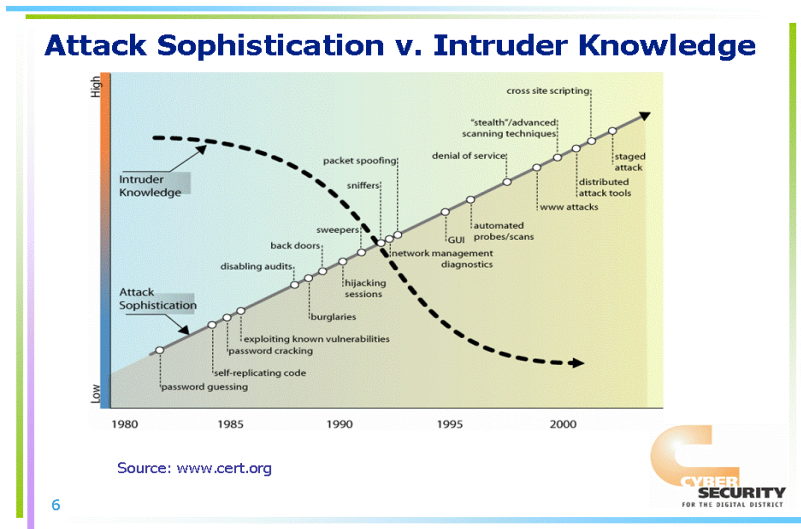 Attack Sophistication v. Intruder Knowledge
High
cross site scripting
“stealth”/advanced
scanning techniques
packet spoofing
denial of service
staged
attack
Intruder
Knowledge
sniffers
distributed
attack tools
www attacks
sweepers
automated
probes/scans
back doors
GUI
network management
diagnostics
disabling audits
hijacking
sessions
Attack
Sophistication
burglaries
exploiting known vulnerabilities
password cracking
self-replicating code
password guessing
Low
1980
1985
1990
1995
2000
Source: www.cert.org
CYBER
SECURITY
FOR THE DIGITAL DISTRICT
6